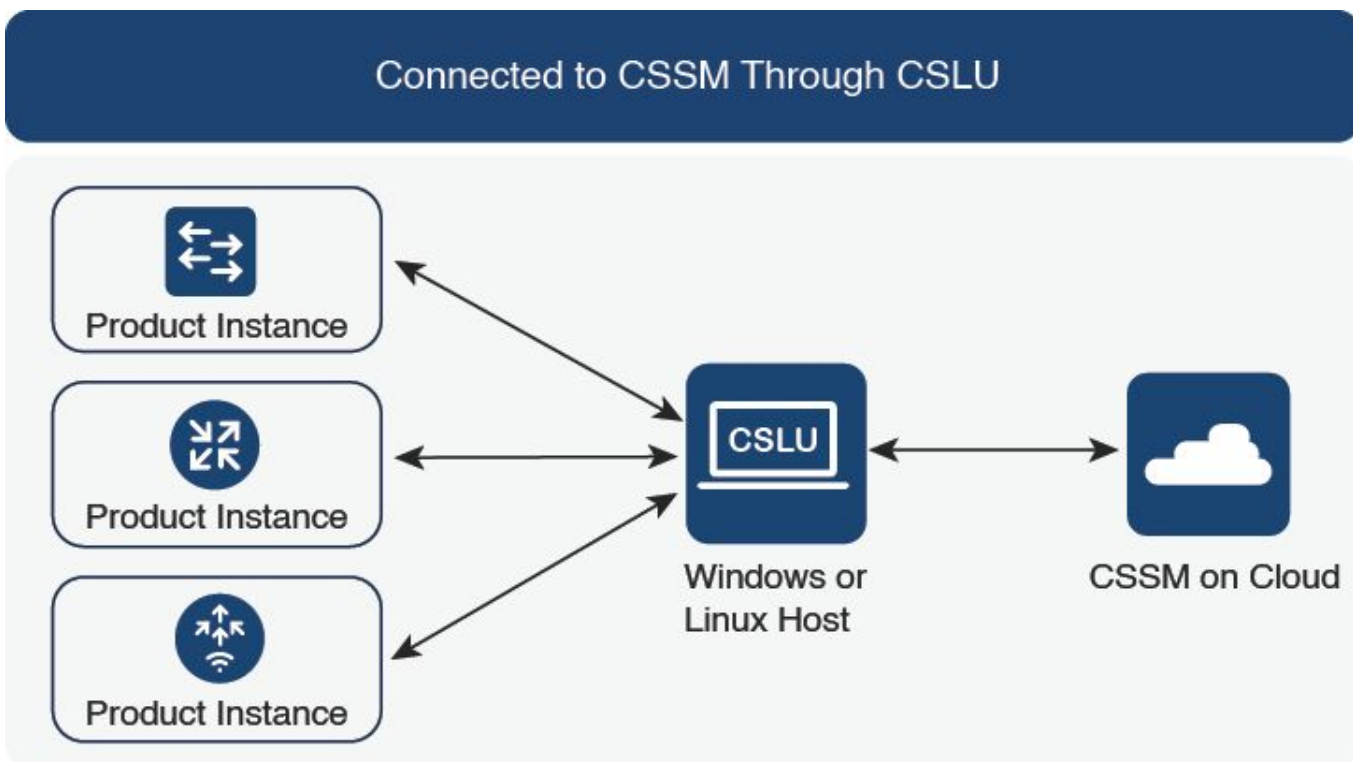 Connected to CSSM Through CSLU
Product Instance
Product Instance
Product Instance
CSLU
Windows or
Linux Host
CSSM on Cloud